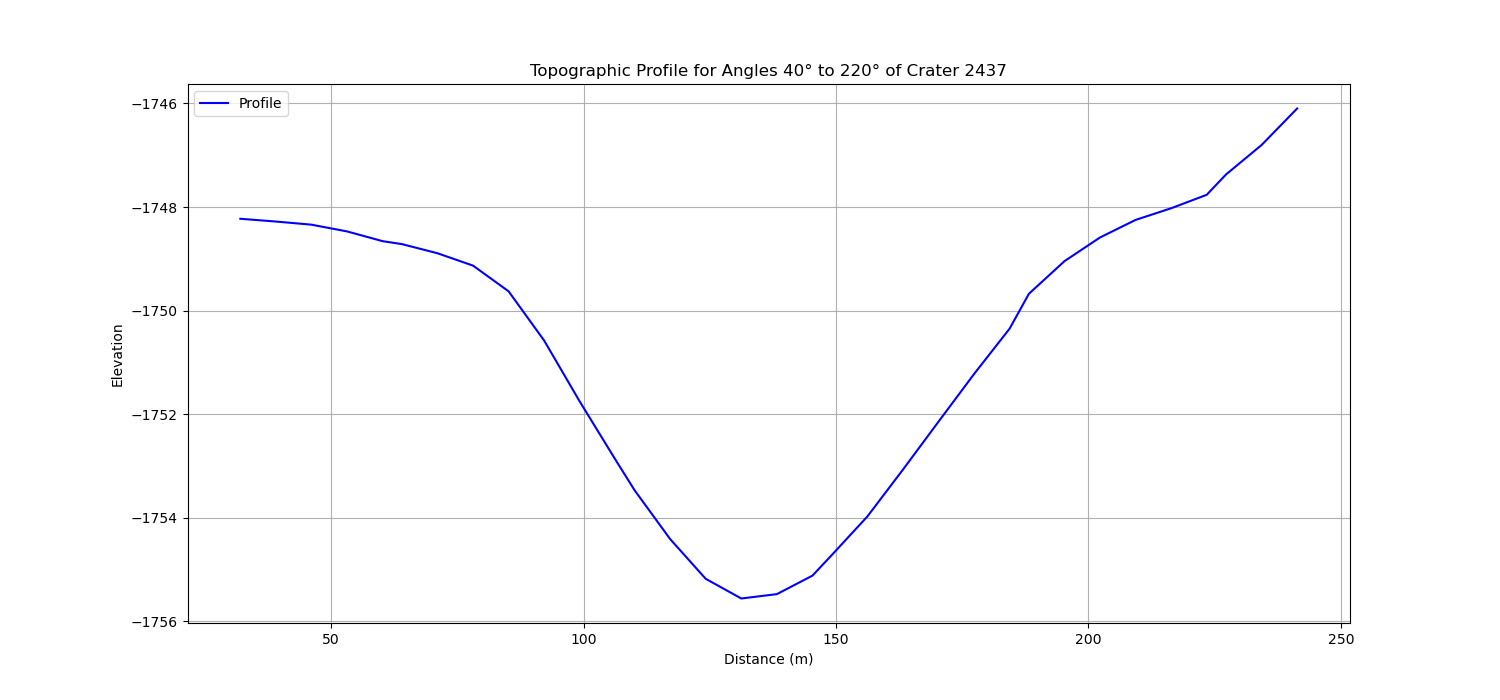 Topographic Profile for Angles 40° to 220° of Crater 2437
Profile
−1746
−1748
−1750
−1752
−1754
−1756
Elevation
50
100
150
200
250
Distance (m)